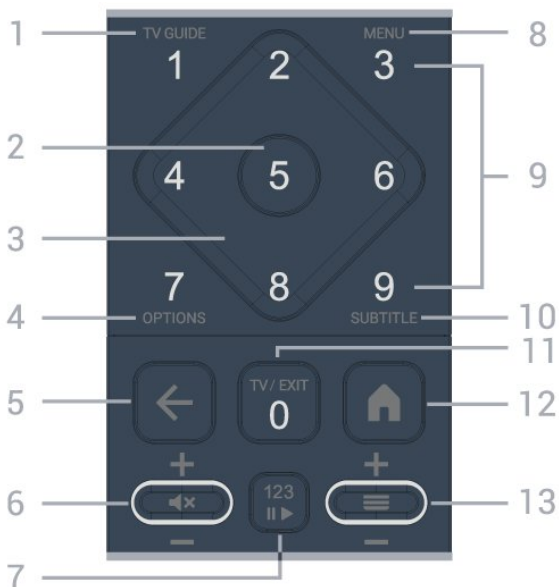 1 TV GUIDE MENU 8
1 2 3
2 4 5 6 9
3
7 8 9
4 OPTIONS SUBTITLE 10
11
5 TV / EXIT 12
0
+ +
6 123 13
- -
7